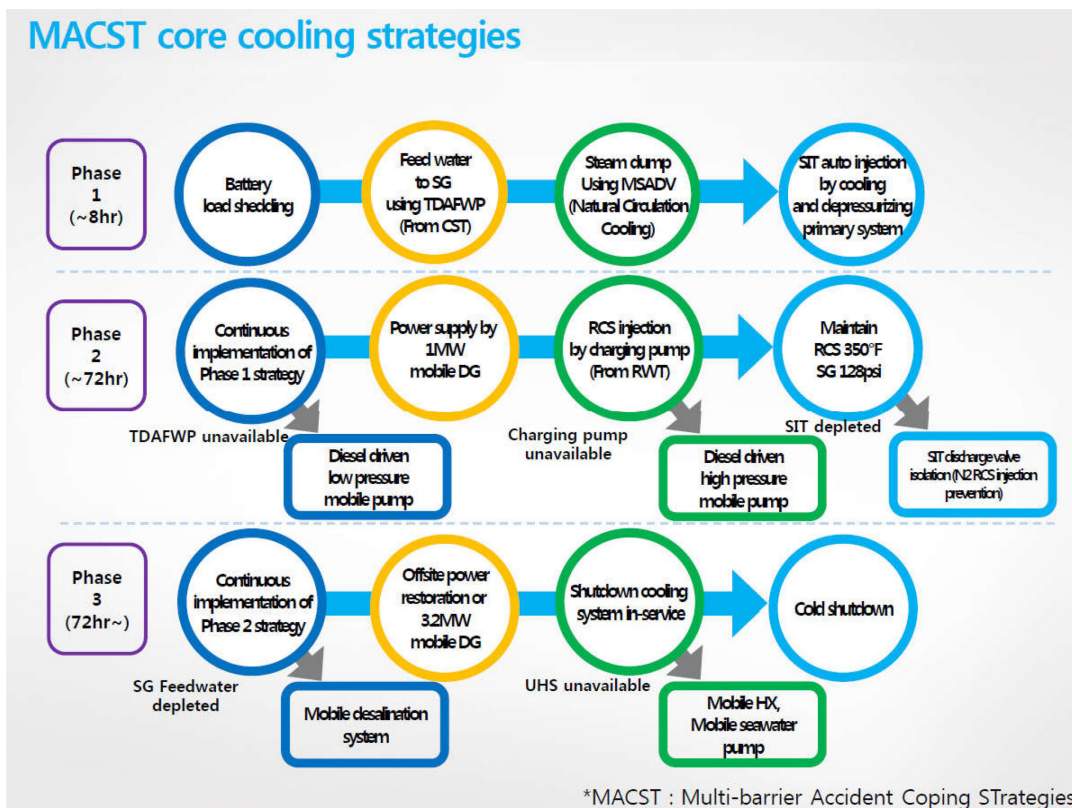 MACST core cooling strategies
Phase
1
(~8hr)
Battery
load shedding
Feed water
to SG
using TDAFWP
(From CST)
Steam dump
Using MSADV
(Natural Circulation
Cooling)
SIT auto injection
by cooling
and depressurizing
primary system
Phase
2
(~72hr)
Continuous
implementation of
Phase 1 strategy
Power supply by
1MW
mobile DG
RCS injection
by charging pump
(From RWT)
Maintain
RCS 350°F
SG 128psi
TDAFWP unavailable
Diesel driven
low pressure
mobile pump
Charging pump
unavailable
Diesel driven
high pressure
mobile pump
SIT depleted
SIT discharge valve
isolation (N2 RCS injection
prevention)
Phase
3
(72hr~)
Continuous
implementation of
Phase 2 strategy
Offsite power
restoration or
3.2MW
mobile DG
Shutdown cooling
system in-service
Cold shutdown
SG Feedwater
depleted
Mobile desalination
system
UHS unavailable
Mobile HX,
Mobile seawater
pump
*MACST : Multi-barrier Accident Coping STrategies